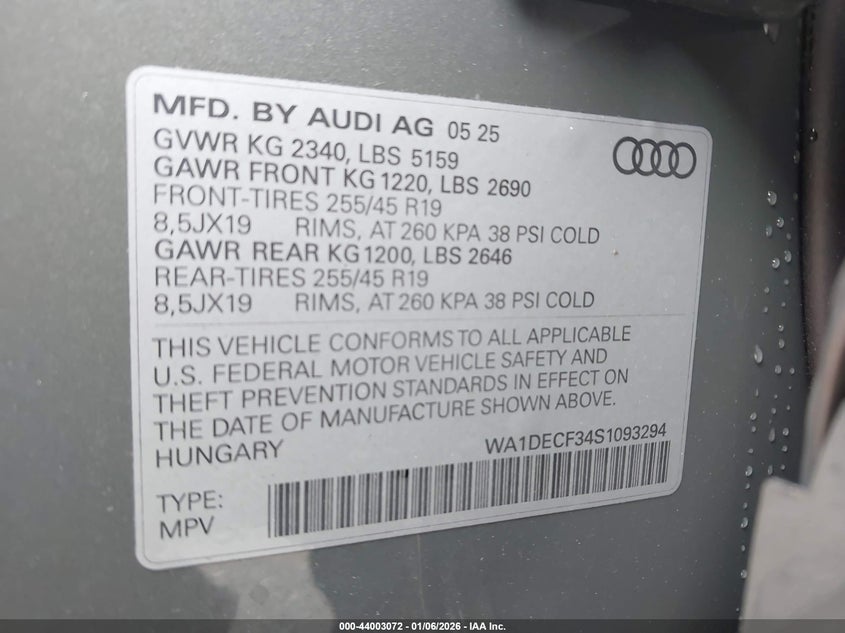 MFD. BY AUDI AG 05 25
GVWR KG 2340, LBS 5159
GAWR FRONT KG 1220, LBS 2690
FRONT-TIRES 255/45 R19
8,5JX19 RIMS, AT 260 KPA 38 PSI COLD
GAWR REAR KG 1200, LBS 2646
REAR-TIRES 255/45 R19
8,5JX19 RIMS, AT 260 KPA 38 PSI COLD
THIS VEHICLE CONFORMS TO ALL APPLICABLE
U.S. FEDERAL MOTOR VEHICLE SAFETY AND
THEFT PREVENTION STANDARDS IN EFFECT ON
THE DATE OF MANUFACTURE SHOWN ABOVE.
HUNGARY WA1DECF34S1093294
TYPE:
MPV
000-44003072 - 01/06/2026 - IAA Inc.